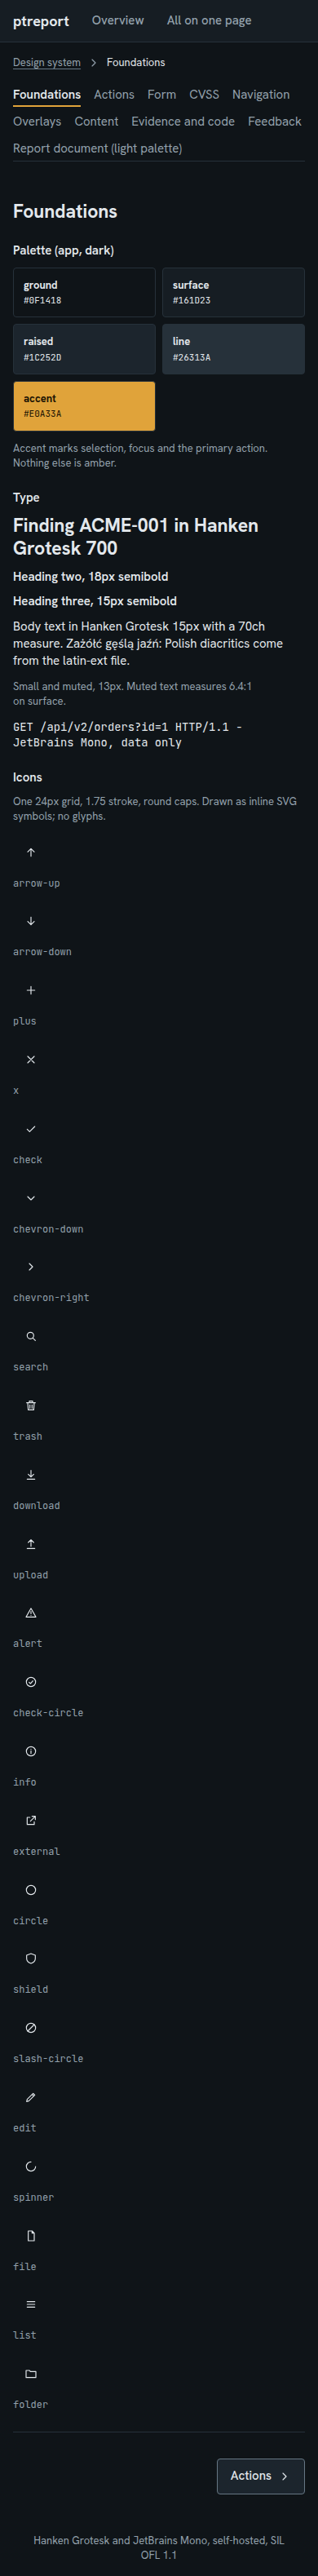 ptreport Overview All on one page
Design system Foundations
Foundations Actions Form CVSS Navigation
Overlays Content Evidence and code Feedback
Report document (light palette)
Foundations
Palette (app, dark)
ground
#0F1418
surface
#161D23
raised
#1C252D
line
#26313A
accent
#E0A33A
Accent marks selection, focus and the primary action.
Nothing else is amber.
Type
Finding ACME-001 in Hanken
Grotesk 700
Heading two, 18px semibold
Heading three, 15px semibold
Body text in Hanken Grotesk 15px with a 70ch
measure. Zażółć gęślą jaźń: Polish diacritics come
from the latin-ext file.
Small and muted, 13px. Muted text measures 6.4:1
on surface.
GET /api/v2/orders?id=1 HTTP/1.1 -
JetBrains Mono, data only
Icons
One 24px grid, 1.75 stroke, round caps. Drawn as inline SVG
symbols; no glyphs.
arrow-up
arrow-down
plus
x
check
chevron-down
chevron-right
search
trash
download
upload
alert
check-circle
info
external
circle
shield
slash-circle
edit
spinner
file
list
folder
Actions
Hanken Grotesk and JetBrains Mono, self-hosted, SIL
OFL 1.1